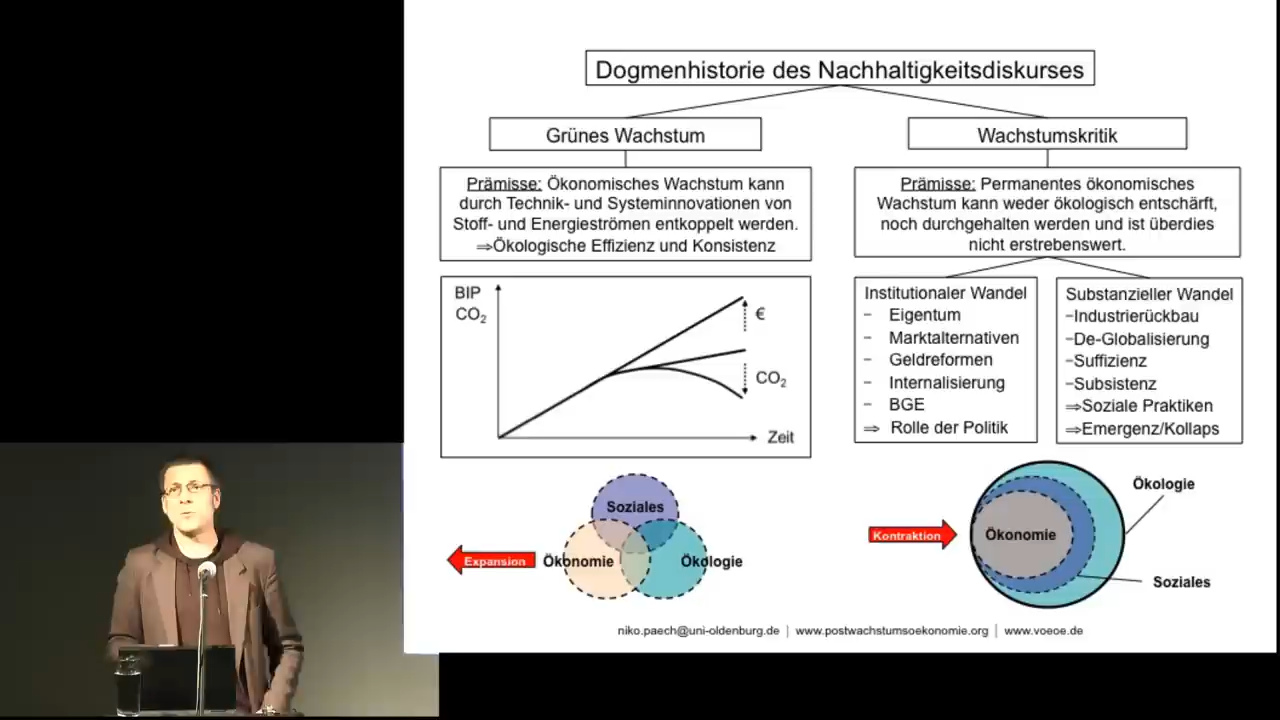 Dogmenhistorie des Nachhaltigkeitsdiskurses
Grünes Wachstum
Prämisse: Ökonomisches Wachstum kann
durch Technik- und Systeminnovationen von
Stoff- und Energieströmen entkoppelt werden.
⇒Ökologische Effizienz und Konsistenz
BIP
CO₂
€
CO₂
Zeit
Soziales
Ökonomie
Ökologie
Expansion
Wachstumskritik
Prämisse: Permanentes ökonomisches
Wachstum kann weder ökologisch entschärft,
noch durchgehalten werden und ist überdies
nicht erstrebenswert.
Institutionaler Wandel
- Eigentum
- Marktalternativen
- Geldreformen
- Internalisierung
- BGE
⇒ Rolle der Politik
Substanzieller Wandel
-Industrierückbau
-De-Globalisierung
-Suffizienz
-Subsistenz
⇒Soziale Praktiken
⇒Emergenz/Kollaps
Kontraktion
Ökonomie
Ökologie
Soziales
niko.paech@uni-oldenburg.de | www.postwachstumsoekonomie.org | www.voeoe.de